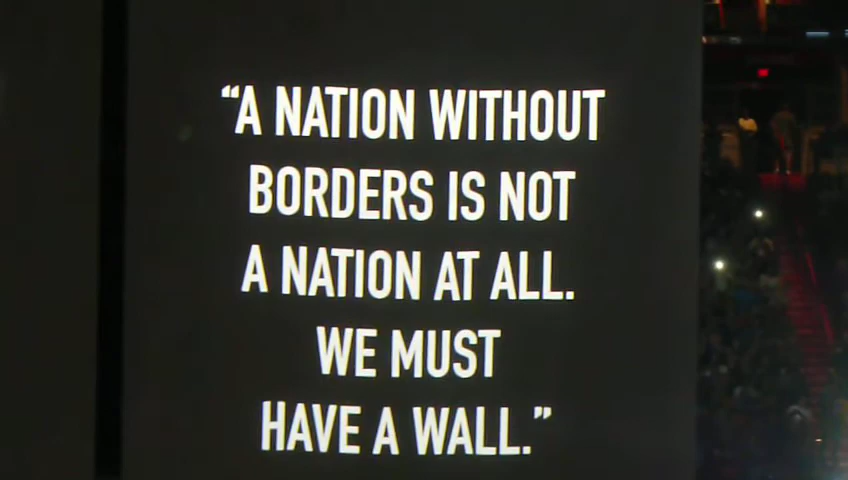 “A NATION WITHOUT
BORDERS IS NOT
A NATION AT ALL.
WE MUST
HAVE A WALL.”